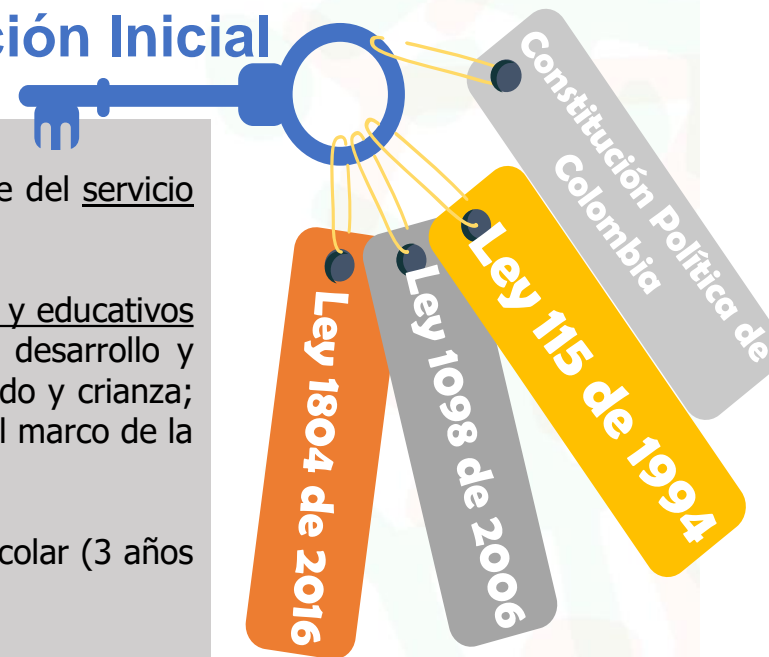 ción Inicial
e del servicio
y educativos
desarrollo y
do y crianza;
l marco de la
colar (3 años
Constitución Política de
Colombia
Ley 115 de 1994
Ley 1098 de 2006
Ley 1804 de 2016